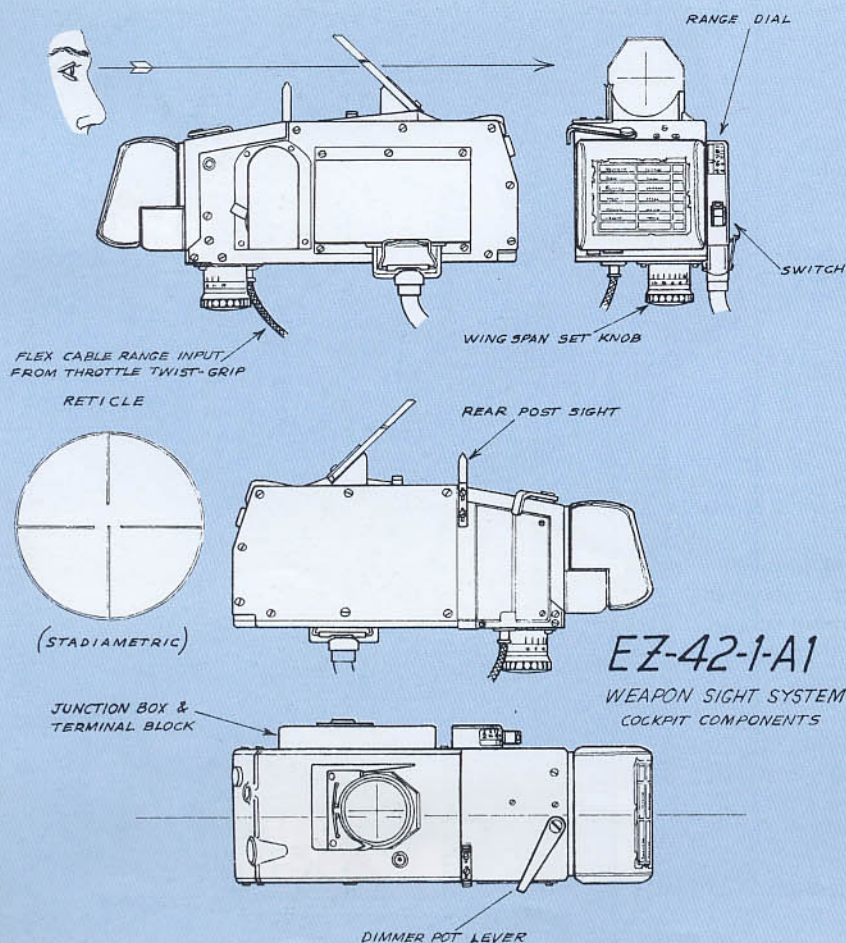 RANGE DIAL
SWITCH
WING SPAN SET KNOB
FLEX CABLE RANGE INPUT,
FROM THROTTLE TWIST-GRIP
RETICLE
REAR POST SIGHT
(STADIAMETRIC)
EZ-42-1-A1
WEAPON SIGHT SYSTEM
COCKPIT COMPONENTS
JUNCTION BOX &
TERMINAL BLOCK
DIMMER POT LEVER